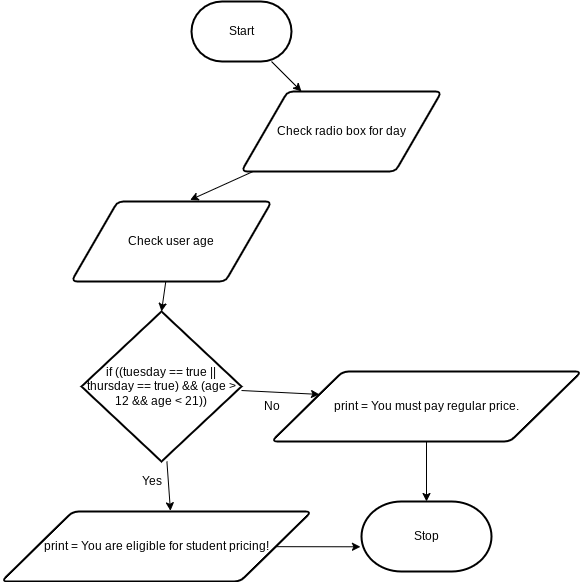 Start
Check radio box for day
Check user age
if ((tuesday == true ||
thursday == true) && (age >
12 && age < 21))
No
print = You must pay regular price.
Yes
print = You are eligible for student pricing!
Stop